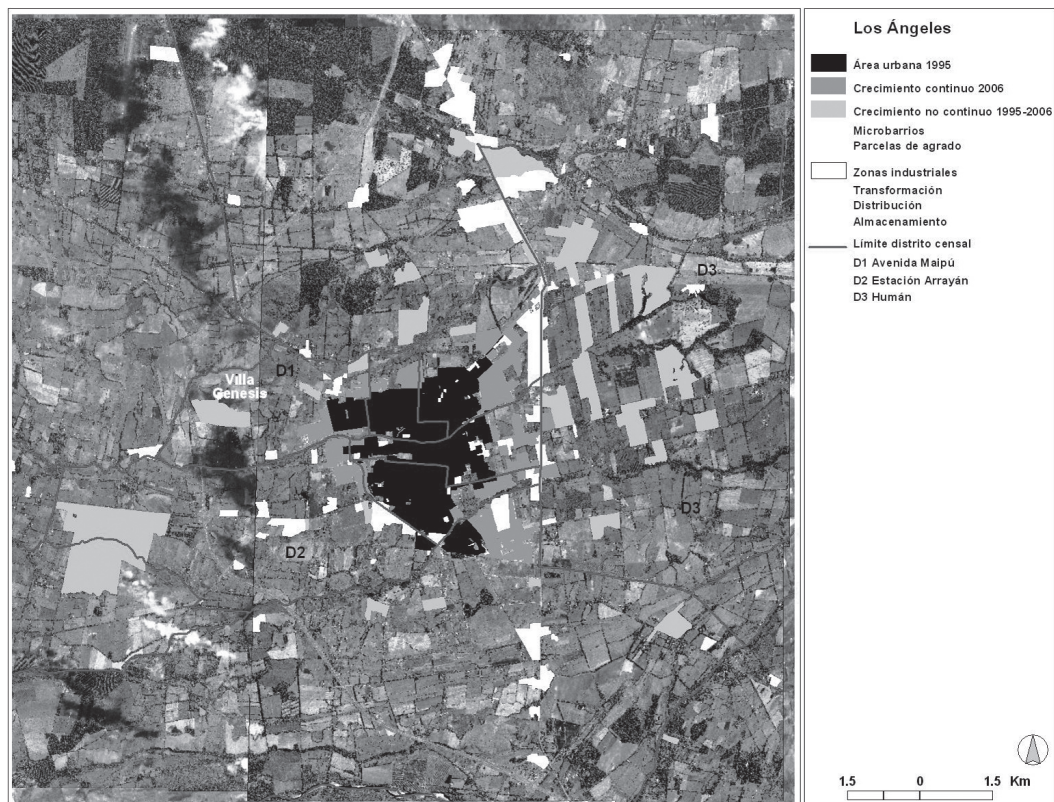 Los Ángeles
Área urbana 1995
Crecimiento continuo 2006
Crecimiento no continuo 1995-2006
Microbarrios
Parcelas de agrado
Zonas industriales
Transformación
Distribución
Almacenamiento
Límite distrito censal
D1 Avenida Maipú
D2 Estación Arrayán
D3 Humán
D3
D1
Villa
Genesis
D3
D2
1.5 0 1.5 Km